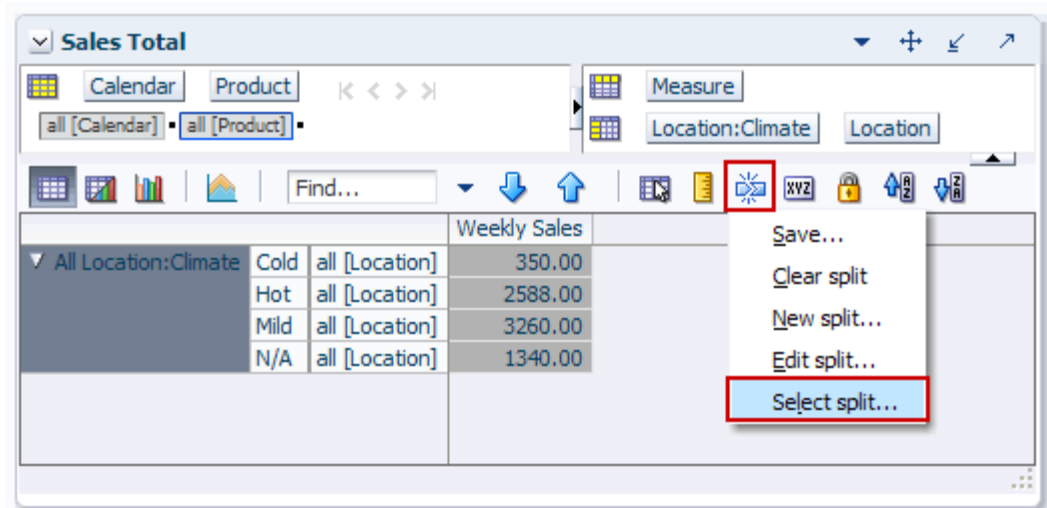 Sales Total
Calendar Product Measure
all [Calendar] all [Product] Location:Climate Location
Find... XYZ A Z Z A
Weekly Sales
All Location:Climate Cold all [Location] 350.00
Hot all [Location] 2588.00
Mild all [Location] 3260.00
N/A all [Location] 1340.00
Save...
Clear split
New split...
Edit split...
Select split...